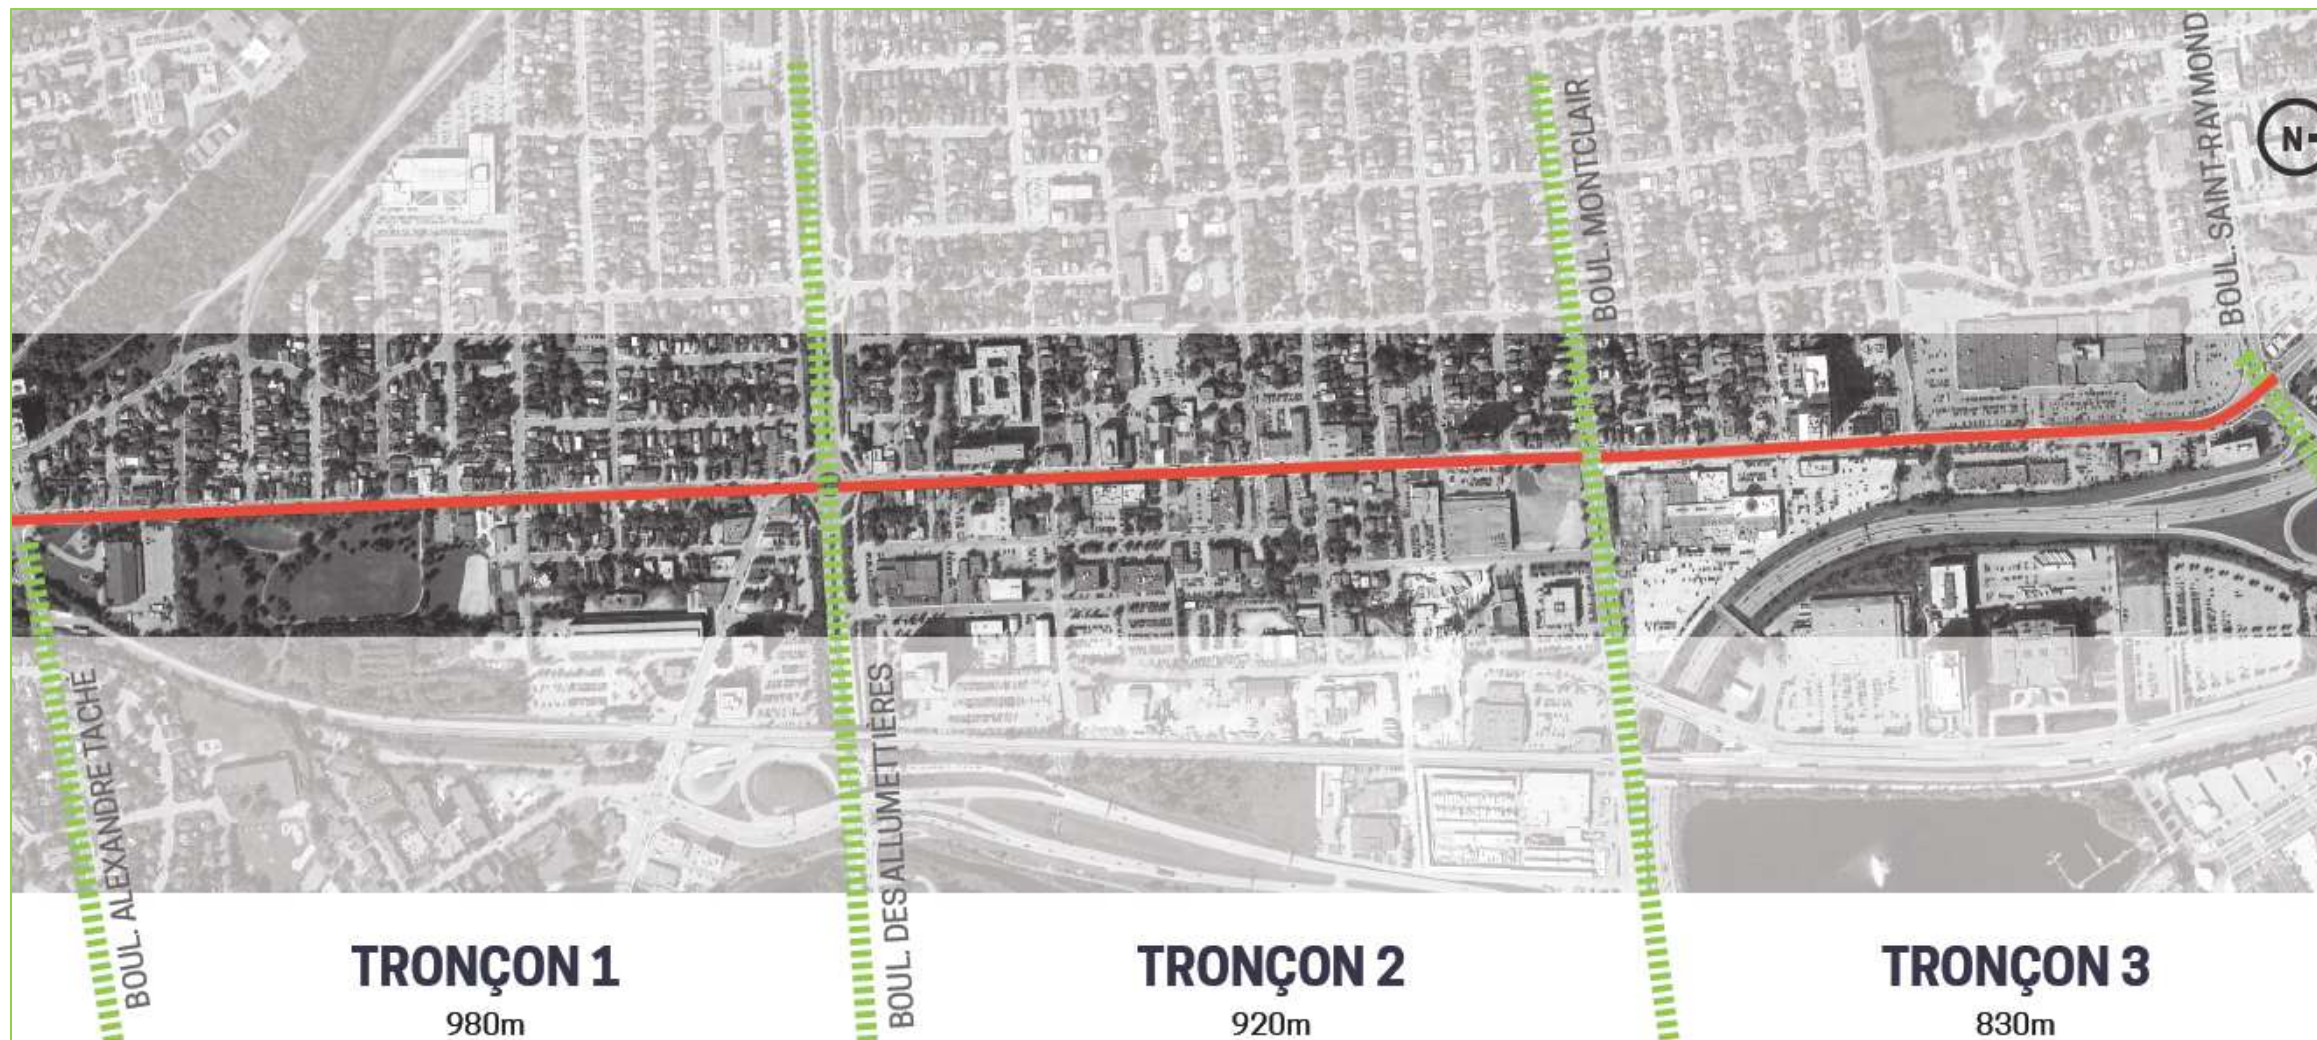 BOUL. SAINT-RAYMOND
N
BOUL. MONTCLAIR
BOUL. ALEXANDRE TACHÉ
BOUL. DES ALLUMETTIÈRES
TRONÇON 1
980m
TRONÇON 2
920m
TRONÇON 3
830m